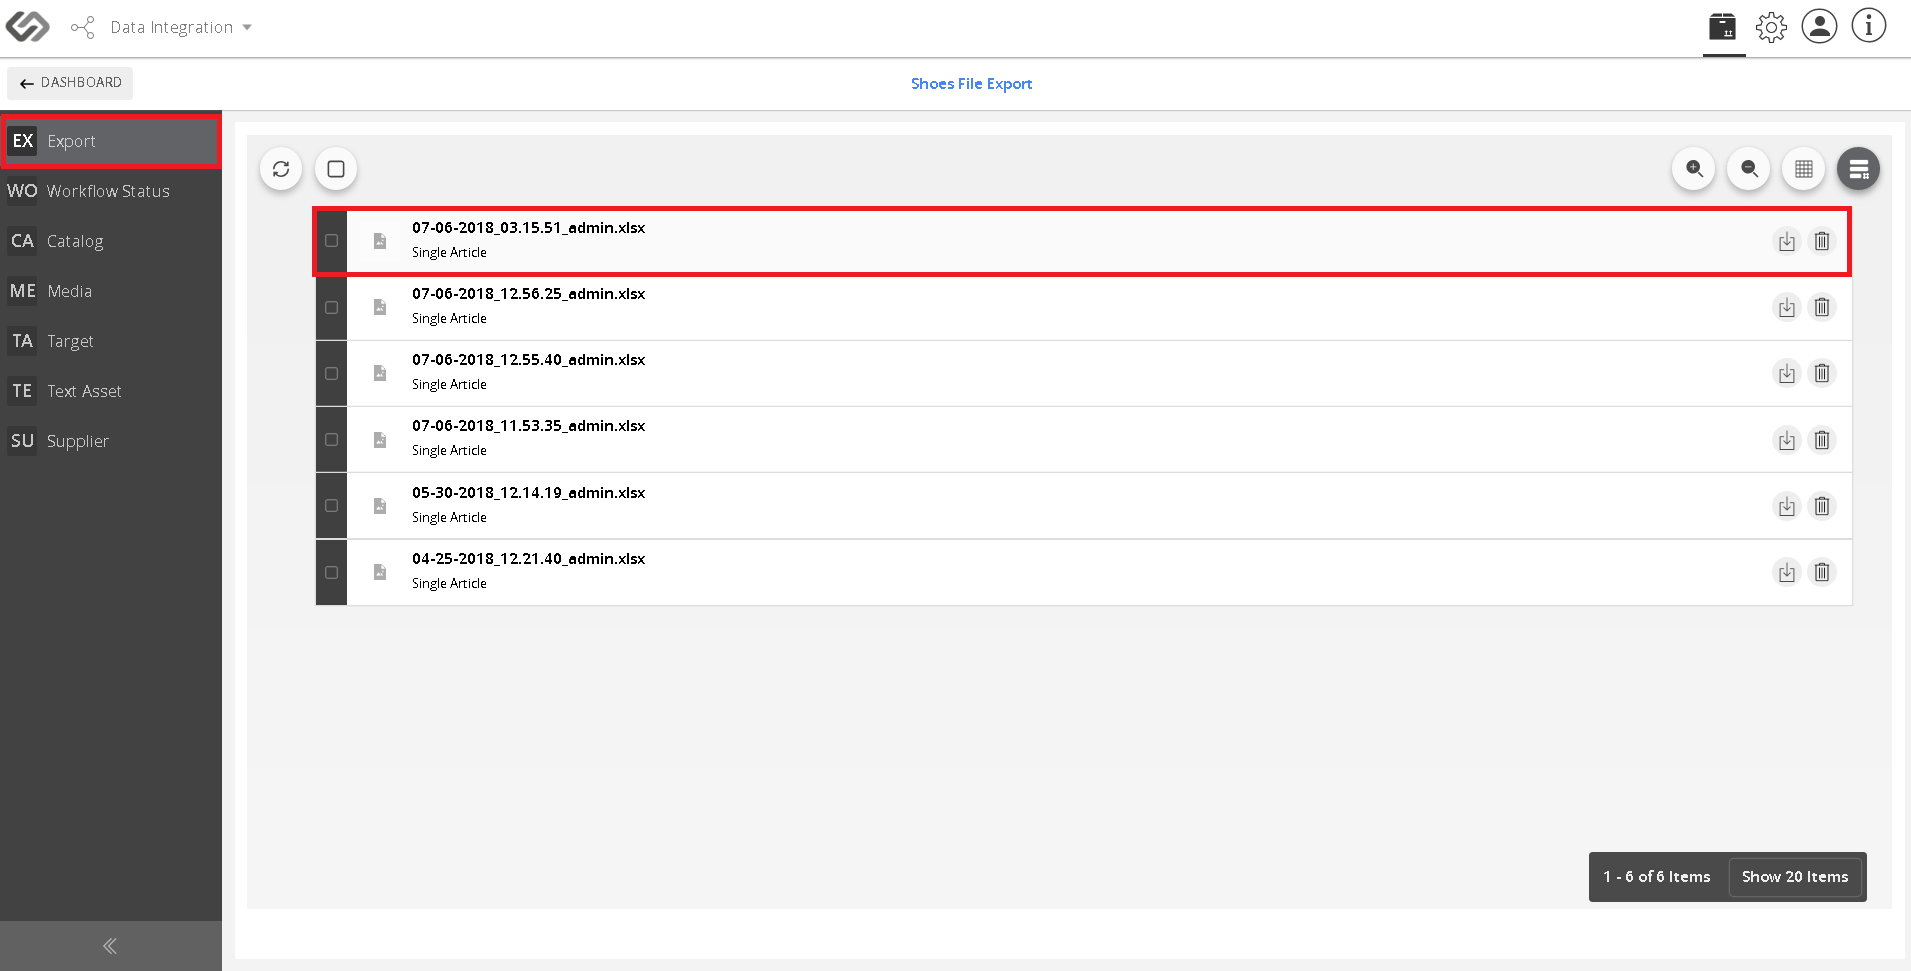 Data Integration
DASHBOARD
Shoes File Export
EX Export
WO Workflow Status
CA Catalog
ME Media
TA Target
TE Text Asset
SU Supplier
07-06-2018_03.15.51_admin.xlsx
Single Article
07-06-2018_12.56.25_admin.xlsx
Single Article
07-06-2018_12.55.40_admin.xlsx
Single Article
07-06-2018_11.53.35_admin.xlsx
Single Article
05-30-2018_12.14.19_admin.xlsx
Single Article
04-25-2018_12.21.40_admin.xlsx
Single Article
1 - 6 of 6 Items Show 20 Items